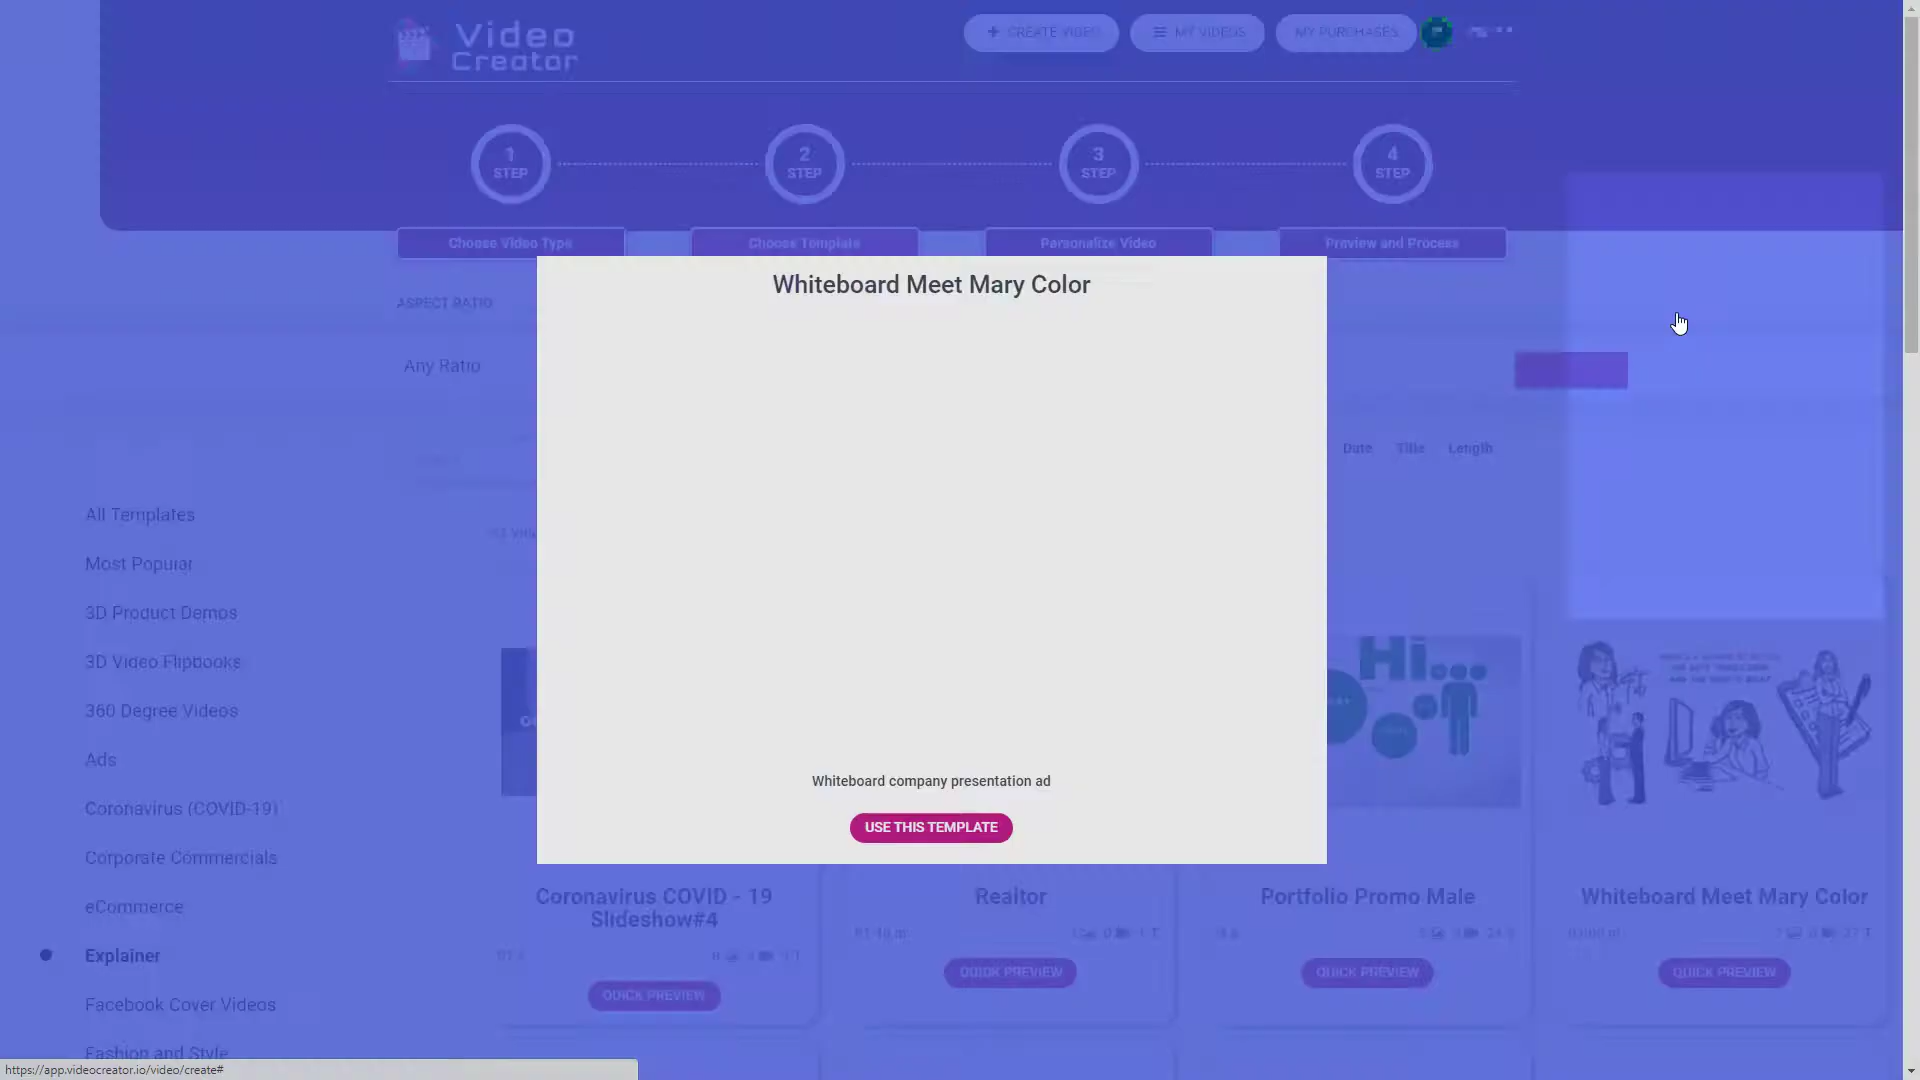 Video
Creator
+ CREATE VIDEO
MY VIDEOS
MY PURCHASES
1
STEP
2
STEP
3
STEP
4
STEP
Choose Video Type
Choose Template
Personalize Video
Preview and Process
Whiteboard Meet Mary Color
ASPECT RATIO
Any Ratio
Date
Title
Length
All Templates
Most Popular
3D Product Demos
3D Video Flipbooks
360 Degree Videos
Ads
Coronavirus (COVID-19)
Corporate Commercials
eCommerce
Explainer
Facebook Cover Videos
Fashion and Style
Hi...
Whiteboard company presentation ad
USE THIS TEMPLATE
Coronavirus COVID - 19
Slideshow#4
QUICK PREVIEW
Realtor
QUICK PREVIEW
Portfolio Promo Male
QUICK PREVIEW
Whiteboard Meet Mary Color
QUICK PREVIEW
https://app.videocreator.io/video/create#